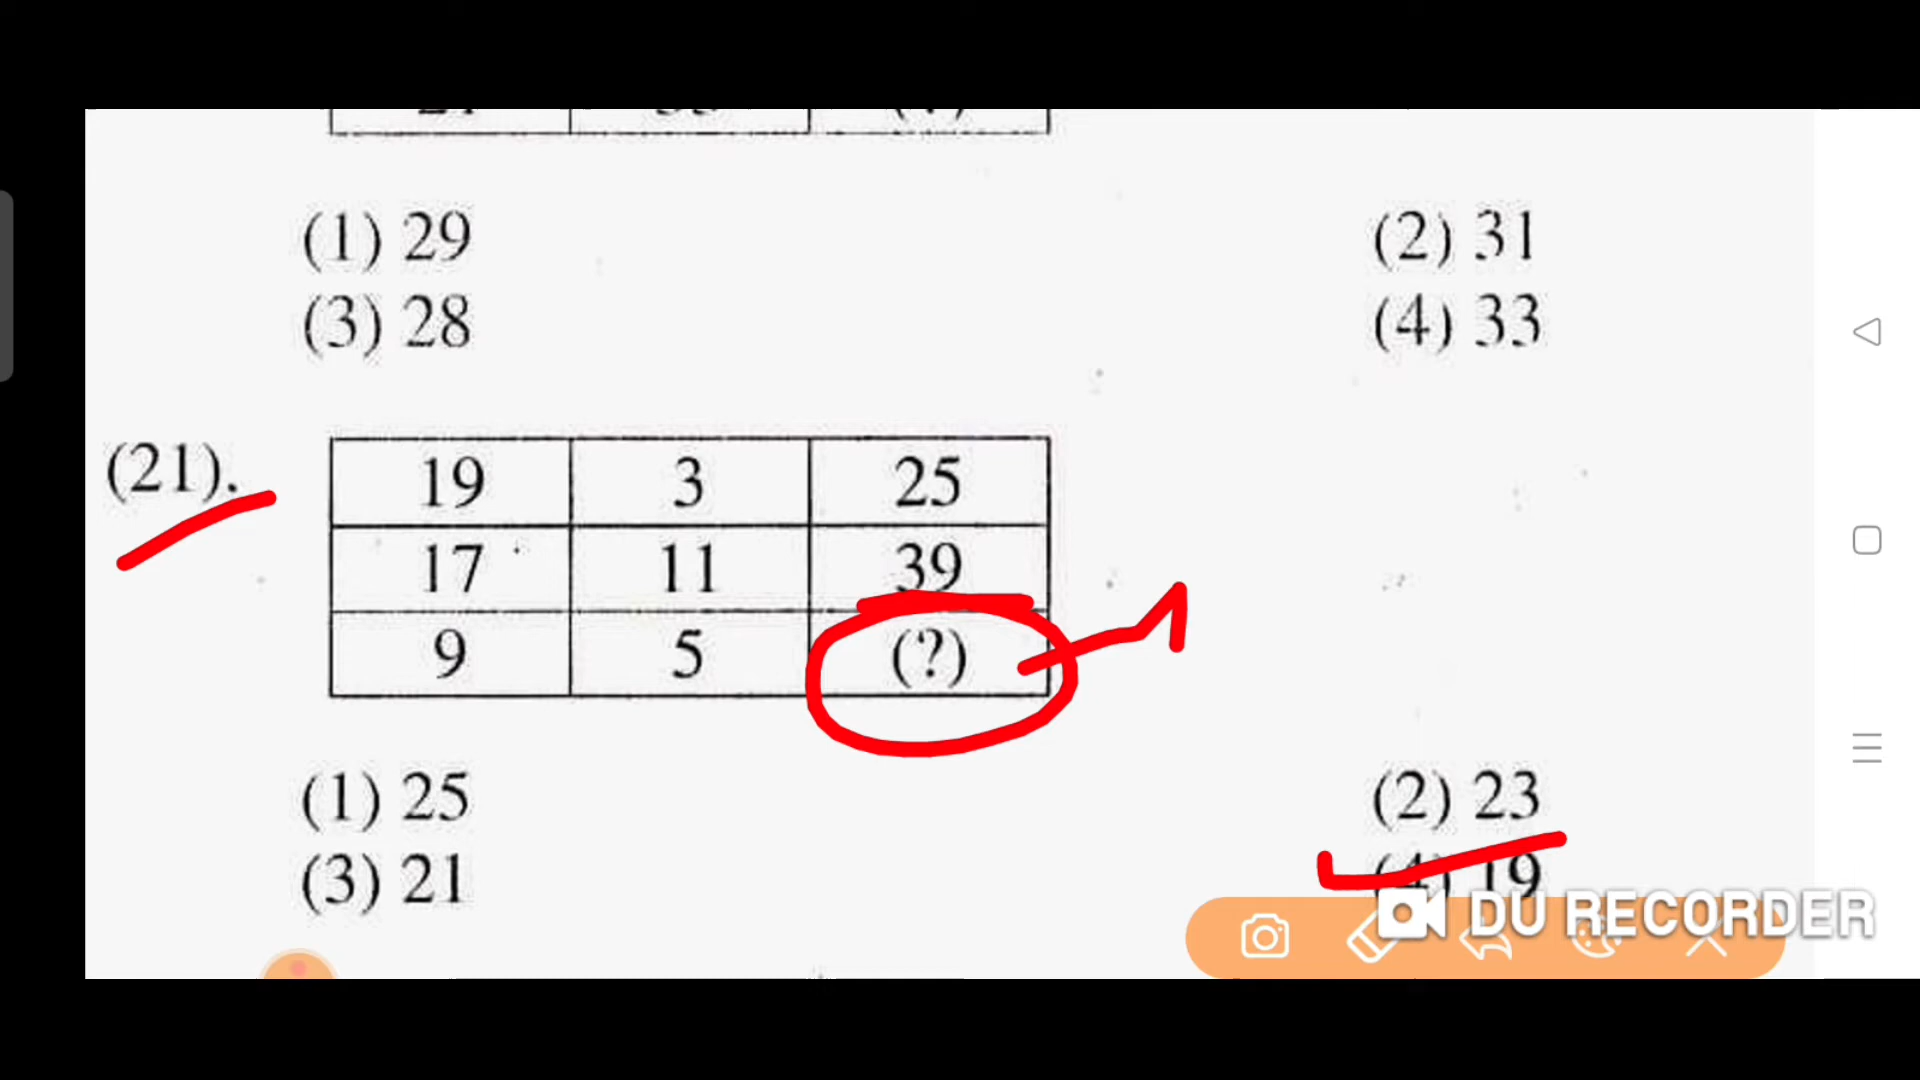 (1) 29 (2) 31
(3) 28 (4) 33
(21). 19 3 25
17 11 39
9 5 (?)
(1) 25 (2) 23
(3) 21 (4) 19
DU RECORDER